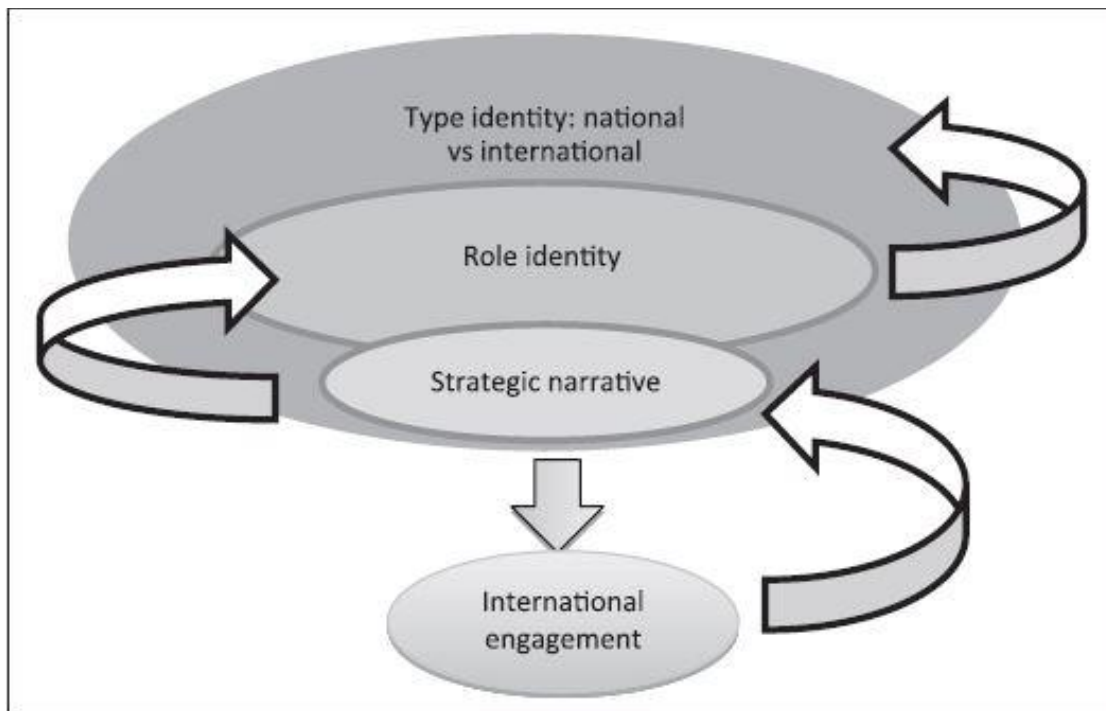 Type identity: national
vs international
Role identity
Strategic narrative
International
engagement